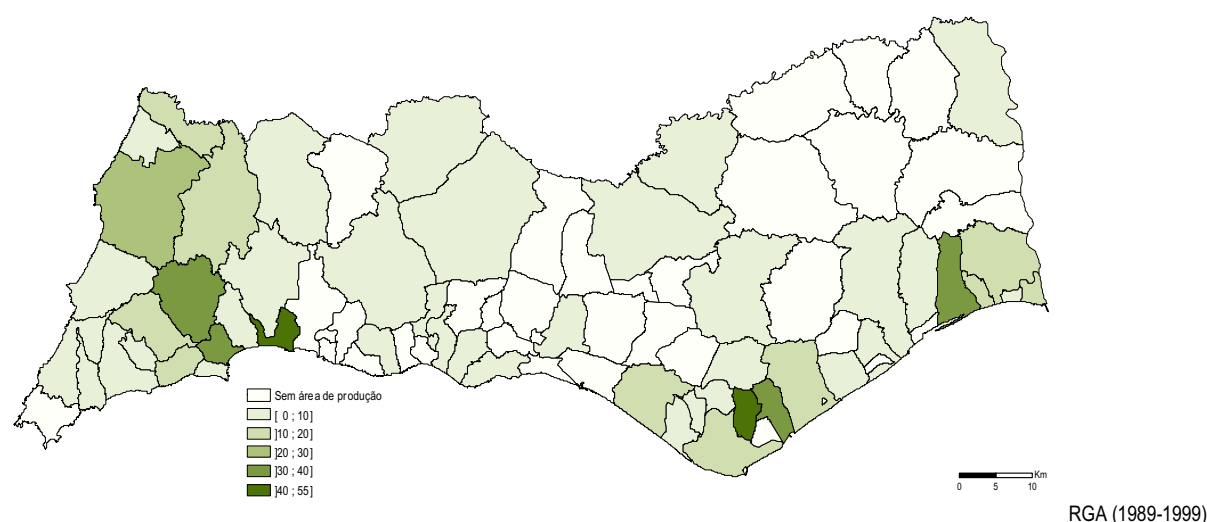 Sem área de produção
[ 0 ; 10]
]10 ; 20]
]20 ; 30]
]30 ; 40]
]40 ; 55]
Km
0 5 10
RGA (1989-1999)